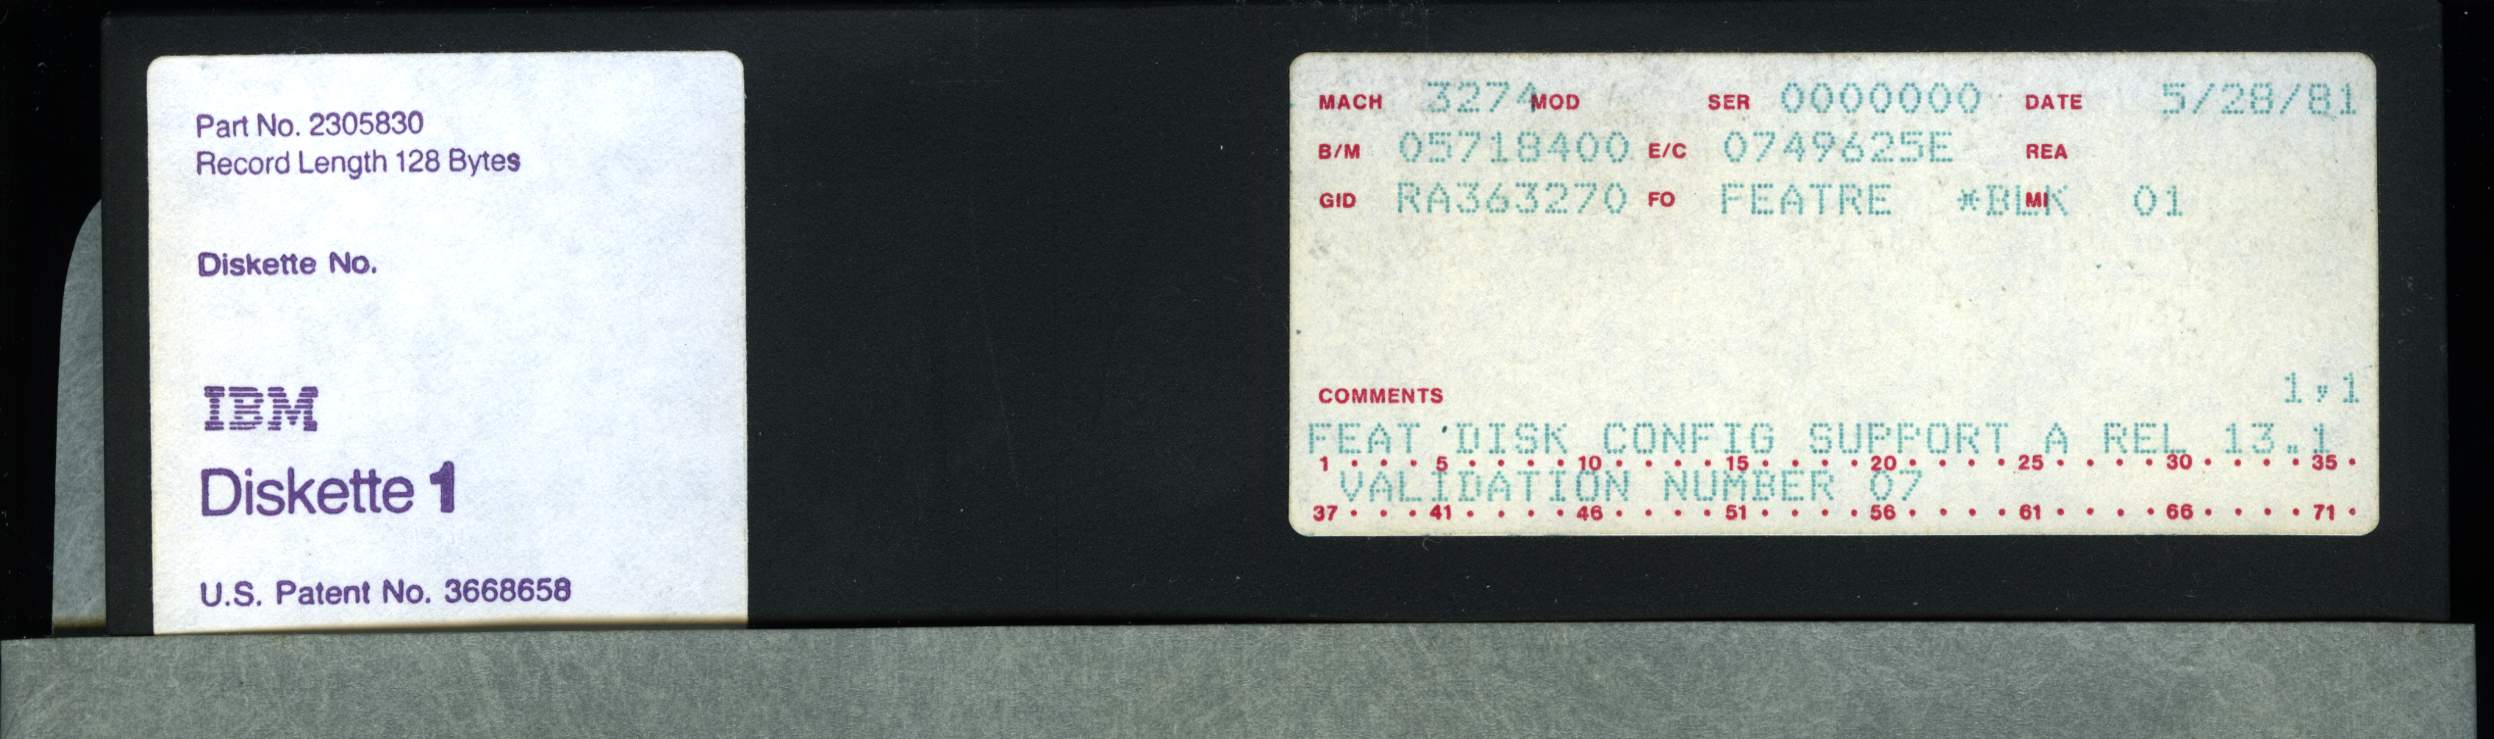 Part No. 2305830
Record Length 128 Bytes
Diskette No.
IBM
Diskette 1
U.S. Patent No. 3668658
MACH 3274 MOD SER 0000000 DATE 5/28/81
B/M 05718400 E/C 0749625E REA
GID RA363270 FO FEATRE *BLK MI 01
1,1
COMMENTS
FEAT DISK CONFIG SUPPORT A REL 13.1
1 . . . 5 . . . . 10 . . . . 15 . . . . 20 . . . . 25 . . . . 30 . . . . 35 .
VALIDATION NUMBER 07
37 . . . 41 . . . . 46 . . . . 51 . . . . 56 . . . . 61 . . . . 66 . . . . 71 .